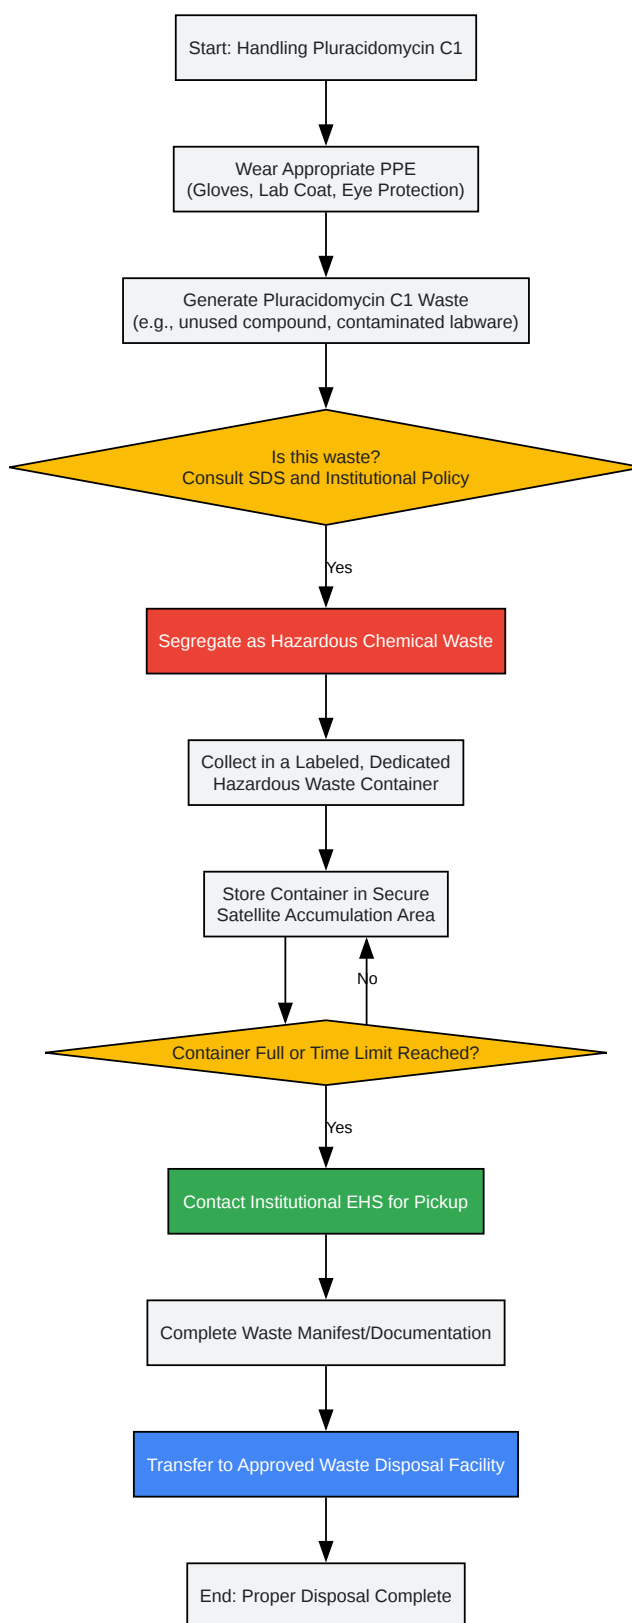 Start: Handling Pluracidomycin C1
Wear Appropriate PPE
(Gloves, Lab Coat, Eye Protection)
Generate Pluracidomycin C1 Waste
(e.g., unused compound, contaminated labware)
Is this waste?
Consult SDS and Institutional Policy
Yes
Segregate as Hazardous Chemical Waste
Collect in a Labeled, Dedicated
Hazardous Waste Container
Store Container in Secure
Satellite Accumulation Area
No
Container Full or Time Limit Reached?
Yes
Contact Institutional EHS for Pickup
Complete Waste Manifest/Documentation
Transfer to Approved Waste Disposal Facility
End: Proper Disposal Complete